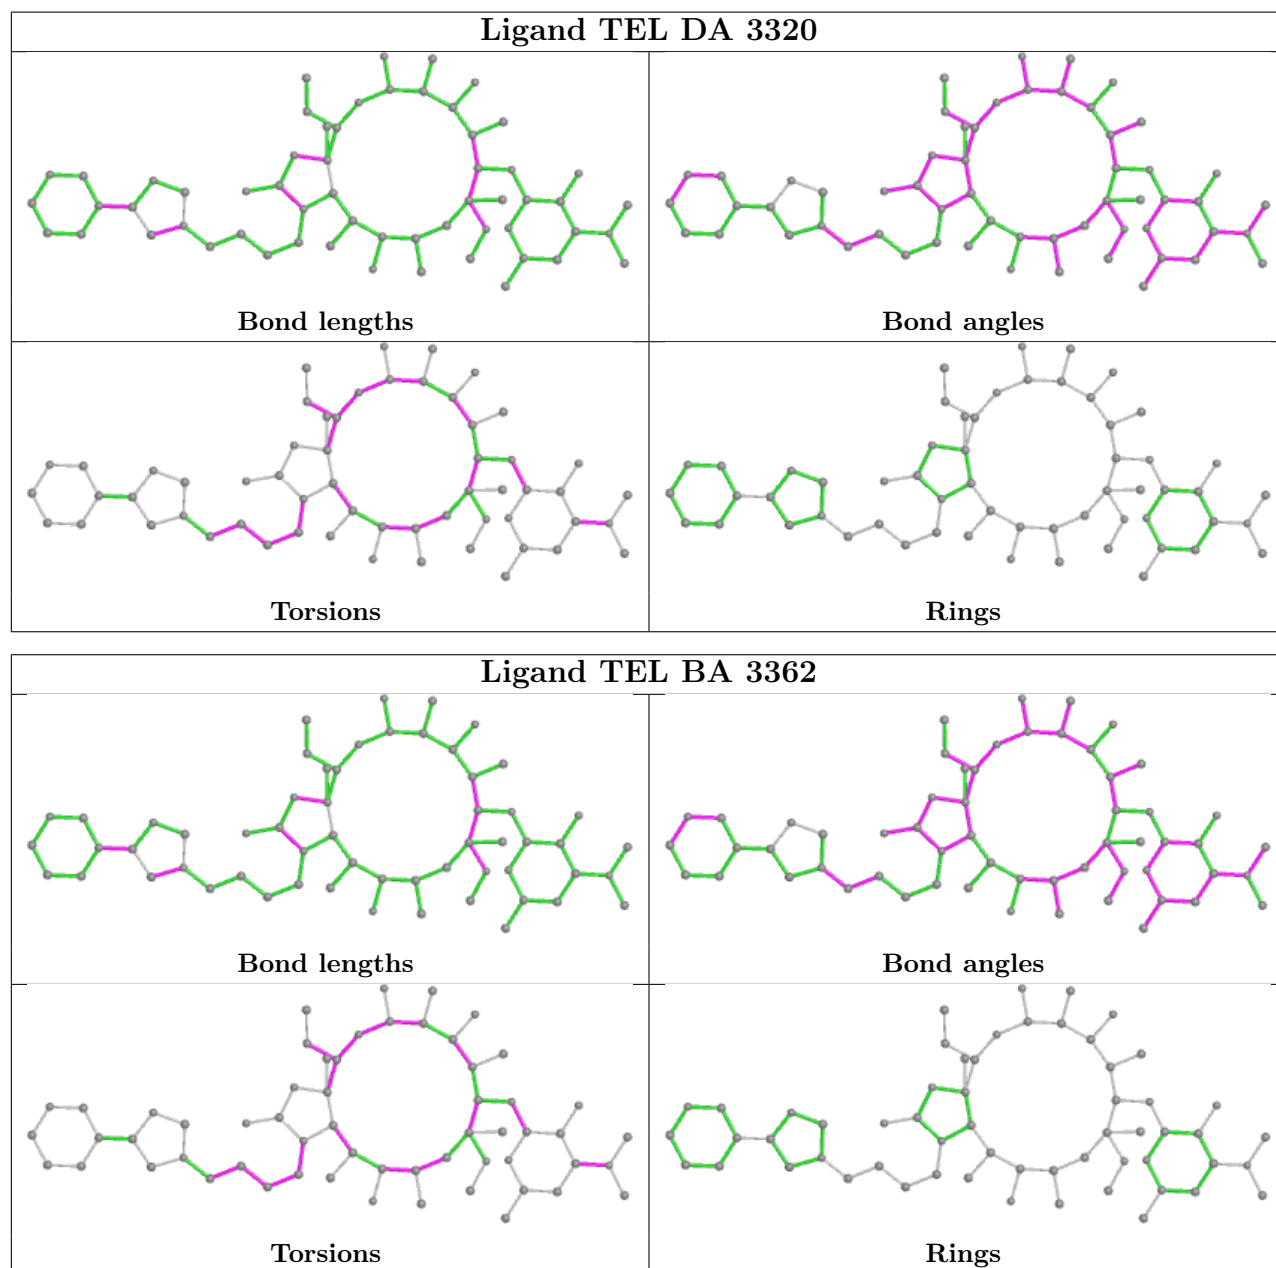 Ligand TEL DA 3320
Bond lengths
Bond angles
Torsions
Rings
Ligand TEL BA 3362
Bond lengths
Bond angles
Torsions
Rings